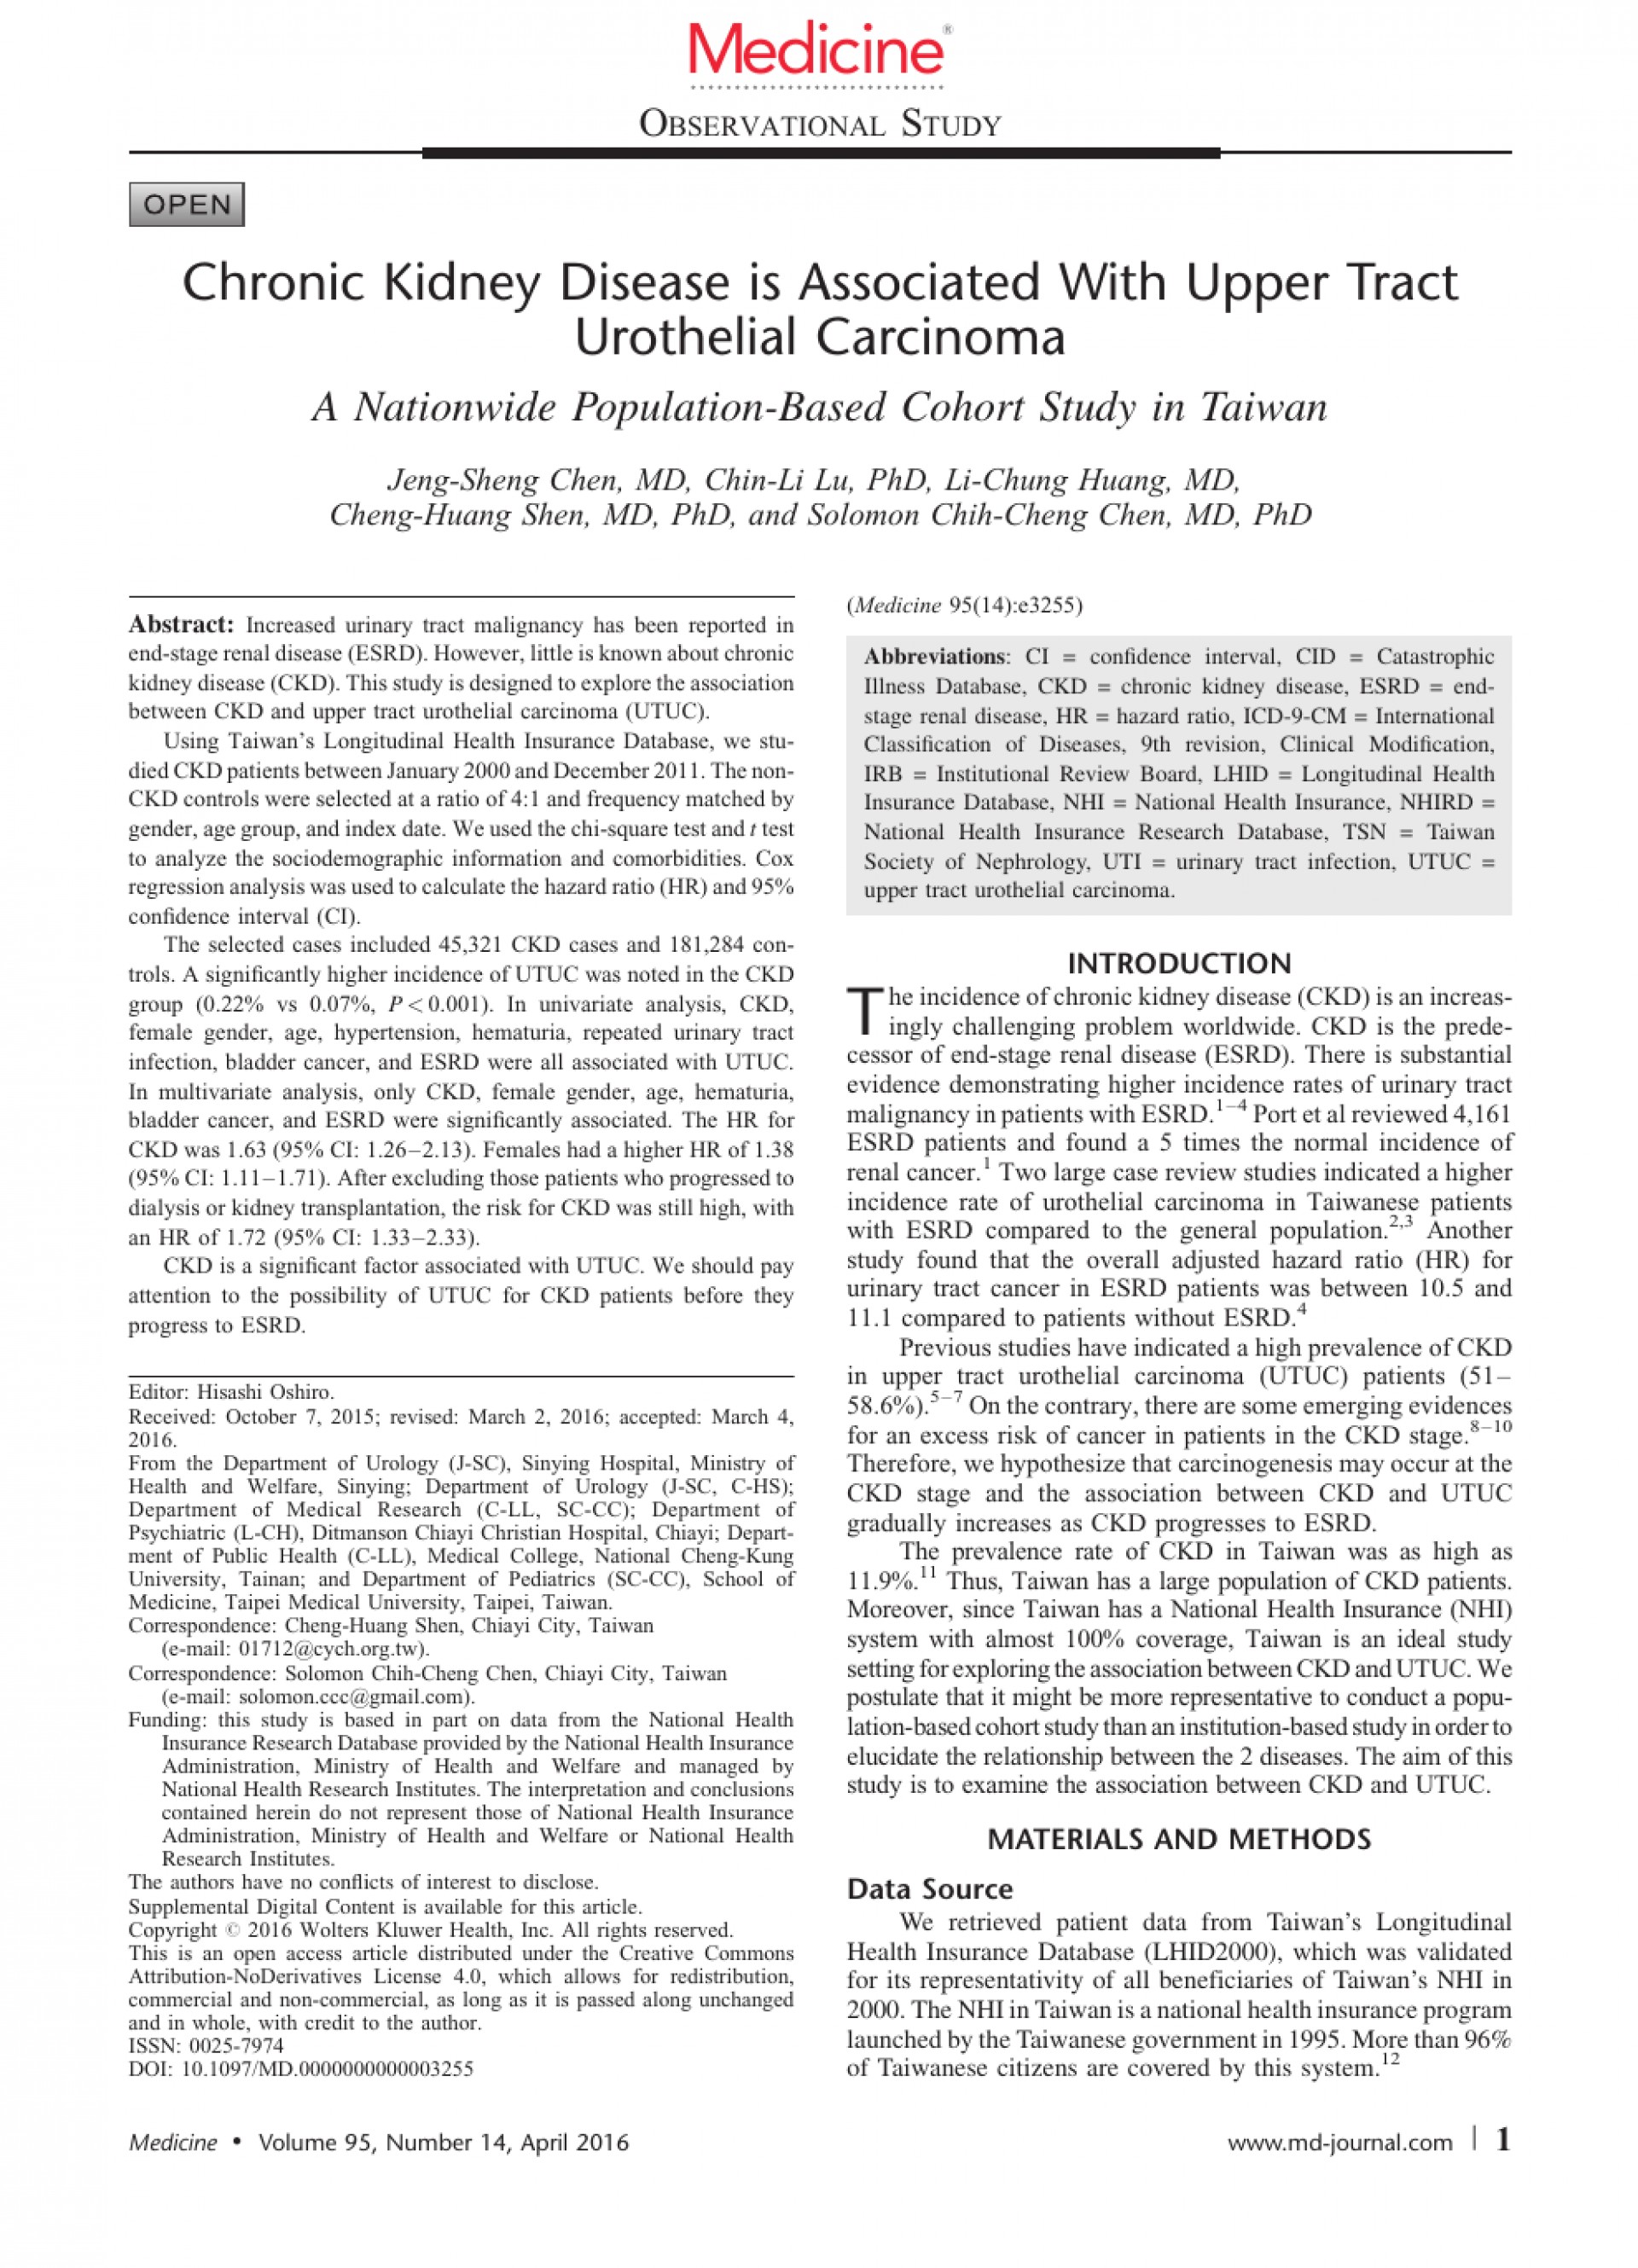 Medicine®
OBSERVATIONAL STUDY
OPEN
Chronic Kidney Disease is Associated With Upper Tract
Urothelial Carcinoma
A Nationwide Population-Based Cohort Study in Taiwan
Jeng-Sheng Chen, MD, Chin-Li Lu, PhD, Li-Chung Huang, MD,
Cheng-Huang Shen, MD, PhD, and Solomon Chih-Cheng Chen, MD, PhD
Abstract: Increased urinary tract malignancy has been reported in
end-stage renal disease (ESRD). However, little is known about chronic
kidney disease (CKD). This study is designed to explore the association
between CKD and upper tract urothelial carcinoma (UTUC).
Using Taiwan's Longitudinal Health Insurance Database, we stu-
died CKD patients between January 2000 and December 2011. The non-
CKD controls were selected at a ratio of 4:1 and frequency matched by
gender, age group, and index date. We used the chi-square test and t test
to analyze the sociodemographic information and comorbidities. Cox
regression analysis was used to calculate the hazard ratio (HR) and 95%
confidence interval (CI).
The selected cases included 45,321 CKD cases and 181,284 con-
trols. A significantly higher incidence of UTUC was noted in the CKD
group (0.22% vs 0.07%, P < 0.001). In univariate analysis, CKD,
female gender, age, hypertension, hematuria, repeated urinary tract
infection, bladder cancer, and ESRD were all associated with UTUC.
In multivariate analysis, only CKD, female gender, age, hematuria,
bladder cancer, and ESRD were significantly associated. The HR for
CKD was 1.63 (95% CI: 1.26–2.13). Females had a higher HR of 1.38
(95% CI: 1.11–1.71). After excluding those patients who progressed to
dialysis or kidney transplantation, the risk for CKD was still high, with
an HR of 1.72 (95% CI: 1.33–2.33).
CKD is a significant factor associated with UTUC. We should pay
attention to the possibility of UTUC for CKD patients before they
progress to ESRD.
Editor: Hisashi Oshiro.
Received: October 7, 2015; revised: March 2, 2016; accepted: March 4,
2016.
From the Department of Urology (J-SC), Sinying Hospital, Ministry of
Health and Welfare, Sinying; Department of Urology (J-SC, C-HS);
Department of Medical Research (C-LL, SC-CC); Department of
Psychiatric (L-CH), Ditmanson Chiayi Christian Hospital, Chiayi; Depart-
ment of Public Health (C-LL), Medical College, National Cheng-Kung
University, Tainan; and Department of Pediatrics (SC-CC), School of
Medicine, Taipei Medical University, Taipei, Taiwan.
Correspondence: Cheng-Huang Shen, Chiayi City, Taiwan
(e-mail: 01712@cych.org.tw).
Correspondence: Solomon Chih-Cheng Chen, Chiayi City, Taiwan
(e-mail: solomon.ccc@gmail.com).
Funding: this study is based in part on data from the National Health
Insurance Research Database provided by the National Health Insurance
Administration, Ministry of Health and Welfare and managed by
National Health Research Institutes. The interpretation and conclusions
contained herein do not represent those of National Health Insurance
Administration, Ministry of Health and Welfare or National Health
Research Institutes.
The authors have no conflicts of interest to disclose.
Supplemental Digital Content is available for this article.
Copyright © 2016 Wolters Kluwer Health, Inc. All rights reserved.
This is an open access article distributed under the Creative Commons
Attribution-NoDerivatives License 4.0, which allows for redistribution,
commercial and non-commercial, as long as it is passed along unchanged
and in whole, with credit to the author.
ISSN: 0025-7974
DOI: 10.1097/MD.0000000000003255
(Medicine 95(14):e3255)
Abbreviations: CI = confidence interval, CID = Catastrophic
Illness Database, CKD = chronic kidney disease, ESRD = end-
stage renal disease, HR = hazard ratio, ICD-9-CM = International
Classification of Diseases, 9th revision, Clinical Modification,
IRB = Institutional Review Board, LHID = Longitudinal Health
Insurance Database, NHI = National Health Insurance, NHIRD =
National Health Insurance Research Database, TSN = Taiwan
Society of Nephrology, UTI = urinary tract infection, UTUC =
upper tract urothelial carcinoma.
INTRODUCTION
The incidence of chronic kidney disease (CKD) is an increas-
ingly challenging problem worldwide. CKD is the prede-
cessor of end-stage renal disease (ESRD). There is substantial
evidence demonstrating higher incidence rates of urinary tract
malignancy in patients with ESRD.1–4 Port et al reviewed 4,161
ESRD patients and found a 5 times the normal incidence of
renal cancer.1 Two large case review studies indicated a higher
incidence rate of urothelial carcinoma in Taiwanese patients
with ESRD compared to the general population.2,3 Another
study found that the overall adjusted hazard ratio (HR) for
urinary tract cancer in ESRD patients was between 10.5 and
11.1 compared to patients without ESRD.4
Previous studies have indicated a high prevalence of CKD
in upper tract urothelial carcinoma (UTUC) patients (51–
58.6%).5–7 On the contrary, there are some emerging evidences
for an excess risk of cancer in patients in the CKD stage.8–10
Therefore, we hypothesize that carcinogenesis may occur at the
CKD stage and the association between CKD and UTUC
gradually increases as CKD progresses to ESRD.
The prevalence rate of CKD in Taiwan was as high as
11.9%.11 Thus, Taiwan has a large population of CKD patients.
Moreover, since Taiwan has a National Health Insurance (NHI)
system with almost 100% coverage, Taiwan is an ideal study
setting for exploring the association between CKD and UTUC. We
postulate that it might be more representative to conduct a popu-
lation-based cohort study than an institution-based study in order to
elucidate the relationship between the 2 diseases. The aim of this
study is to examine the association between CKD and UTUC.
MATERIALS AND METHODS
Data Source
We retrieved patient data from Taiwan's Longitudinal
Health Insurance Database (LHID2000), which was validated
for its representativity of all beneficiaries of Taiwan's NHI in
2000. The NHI in Taiwan is a national health insurance program
launched by the Taiwanese government in 1995. More than 96%
of Taiwanese citizens are covered by this system.12
Medicine • Volume 95, Number 14, April 2016
www.md-journal.com | 1